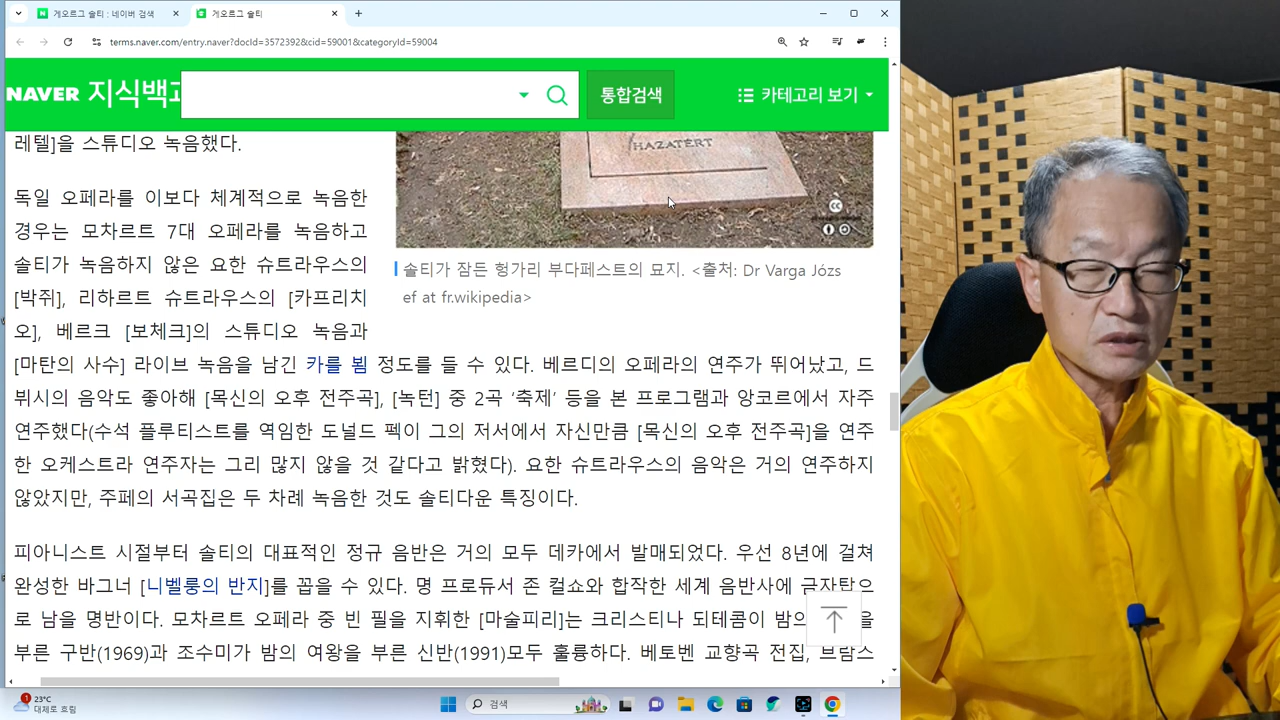 게오르그 솔티 : 네이버 검색
게오르그 솔티
terms.naver.com/entry.naver?docId=3572392&cid=59001&categoryId=59004
NAVER 지식백과
통합검색
카테고리 보기
레텔]을 스튜디오 녹음했다.
HAZATÉRT
독일 오페라를 이보다 체계적으로 녹음한
경우는 모차르트 7대 오페라를 녹음하고
솔티가 녹음하지 않은 요한 슈트라우스의
[박쥐], 리하르트 슈트라우스의 [카프리치
오], 베르크 [보체크]의 스튜디오 녹음과
솔티가 잠든 헝가리 부다페스트의 묘지. <출처: Dr Varga Józs
ef at fr.wikipedia>
[마탄의 사수] 라이브 녹음을 남긴 카를 뵘 정도를 들 수 있다. 베르디의 오페라의 연주가 뛰어났고, 드
뷔시의 음악도 좋아해 [목신의 오후 전주곡], [녹턴] 중 2곡 ‘축제’ 등을 본 프로그램과 앙코르에서 자주
연주했다(수석 플루티스트를 역임한 도널드 펙이 그의 저서에서 자신만큼 [목신의 오후 전주곡]을 연주
한 오케스트라 연주자는 그리 많지 않을 것 같다고 밝혔다). 요한 슈트라우스의 음악은 거의 연주하지
않았지만, 주페의 서곡집은 두 차례 녹음한 것도 솔티다운 특징이다.
피아니스트 시절부터 솔티의 대표적인 정규 음반은 거의 모두 데카에서 발매되었다. 우선 8년에 걸쳐
완성한 바그너 [니벨룽의 반지]를 꼽을 수 있다. 명 프로듀서 존 컬쇼와 합작한 세계 음반사에 금자탑으
로 남을 명반이다. 모차르트 오페라 중 빈 필을 지휘한 [마술피리]는 크리스티나 되테콤이 밤의 을
부른 구반(1969)과 조수미가 밤의 여왕을 부른 신반(1991)모두 훌륭하다. 베토벤 교향곡 전집, 브람스
1
23°C
대체로 흐림
검색